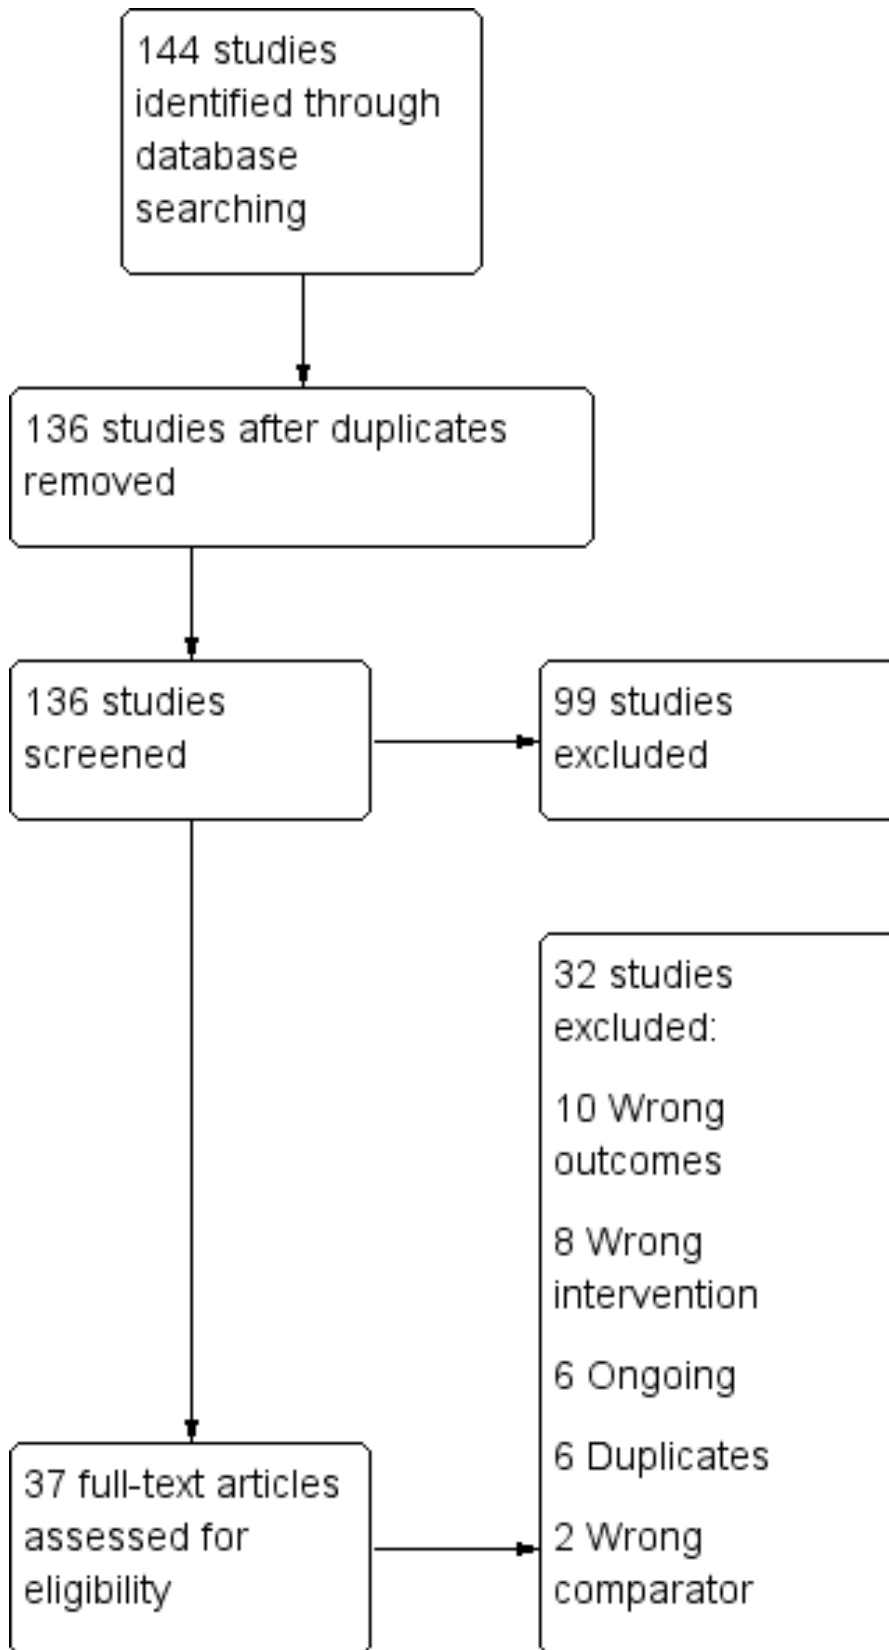 144 studies
identified through
database
searching
136 studies after duplicates
removed
136 studies
screened
99 studies
excluded
32 studies
excluded:
10 Wrong
outcomes
8 Wrong
intervention
6 Ongoing
6 Duplicates
2 Wrong
comparator
37 full-text articles
assessed for
eligibility